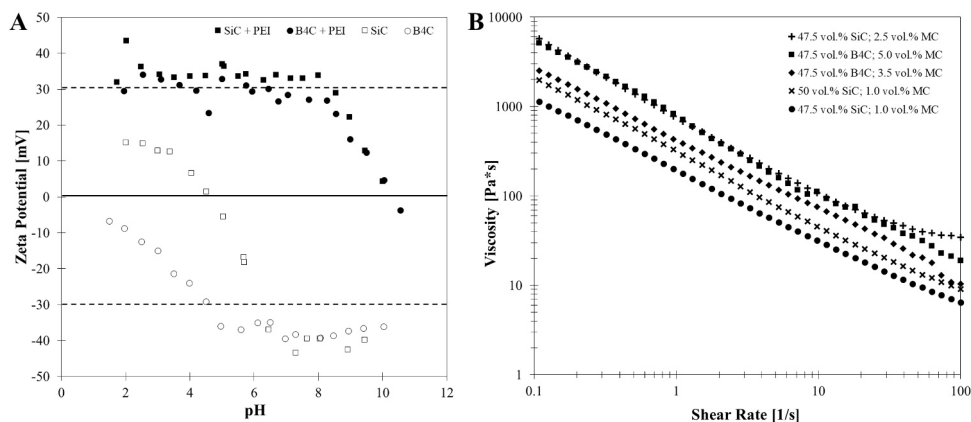 A
B
SiC + PEI
B4C + PEI
SiC
B4C
50
40
30
20
10
0
-10
-20
-30
-40
-50
Zeta Potential [mV]
0
2
4
6
8
10
12
pH
47.5 vol.% SiC; 2.5 vol.% MC
47.5 vol.% B4C; 5.0 vol.% MC
47.5 vol.% B4C; 3.5 vol.% MC
50 vol.% SiC; 1.0 vol.% MC
47.5 vol.% SiC; 1.0 vol.% MC
10000
1000
100
10
1
Viscosity [Pa*s]
0.1
1
10
100
Shear Rate [1/s]